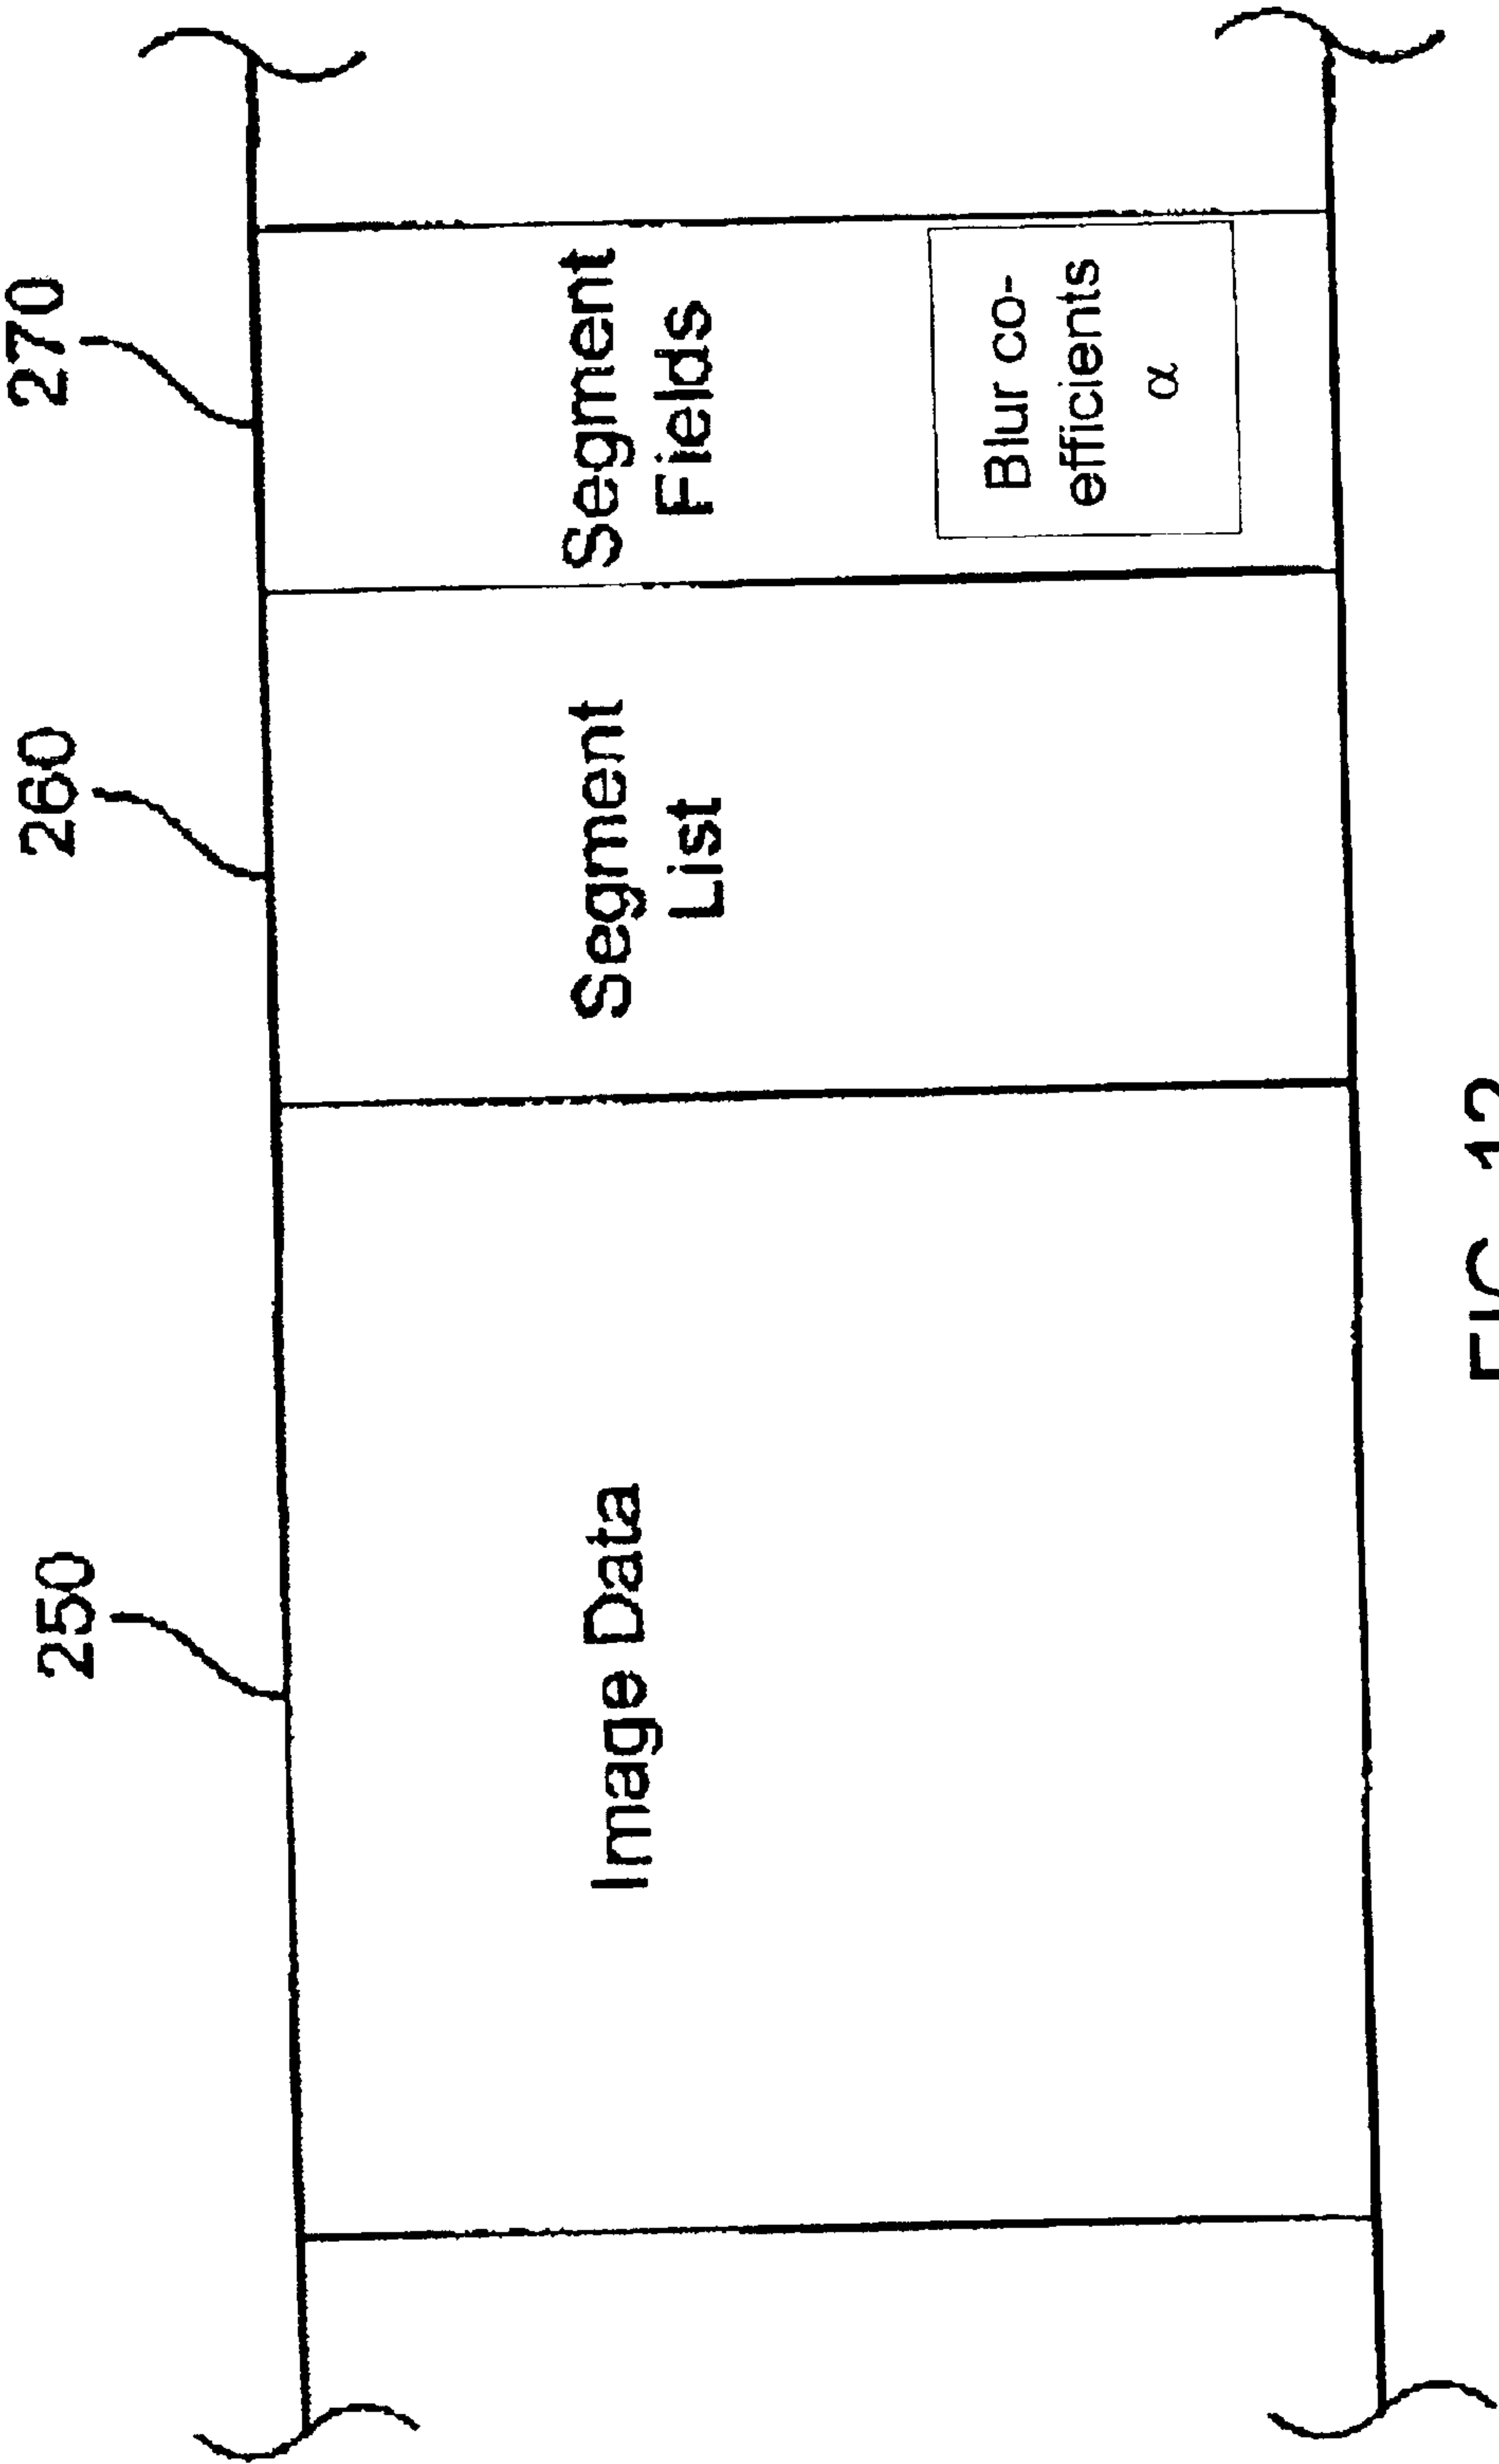 250
260
270
Image Data
Segment
List
Segment
Fields
Blur co-
efficients
α
FIG. 12